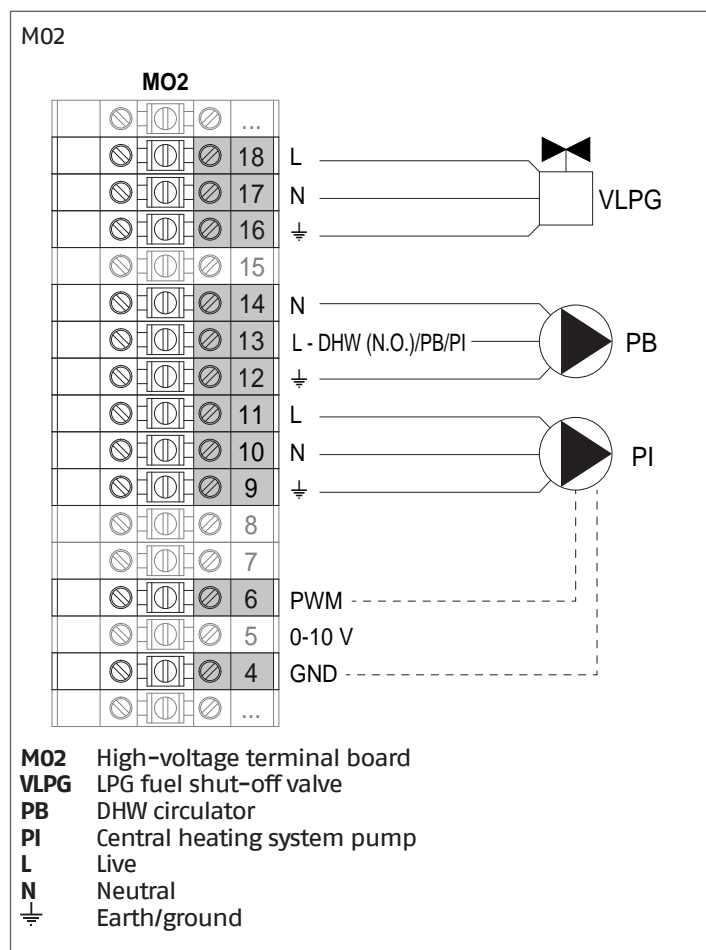 M02
MO2
...
18 L
17 N
16 ⏚
VLPG
15
14 N
13 L - DHW (N.O.)/PB/PI
12 ⏚
PB
11 L
10 N
9 ⏚
PI
8
7
6 PWM
5 0-10 V
4 GND
...
M02 High-voltage terminal board
VLPG LPG fuel shut-off valve
PB DHW circulator
PI Central heating system pump
L Live
N Neutral
⏚ Earth/ground